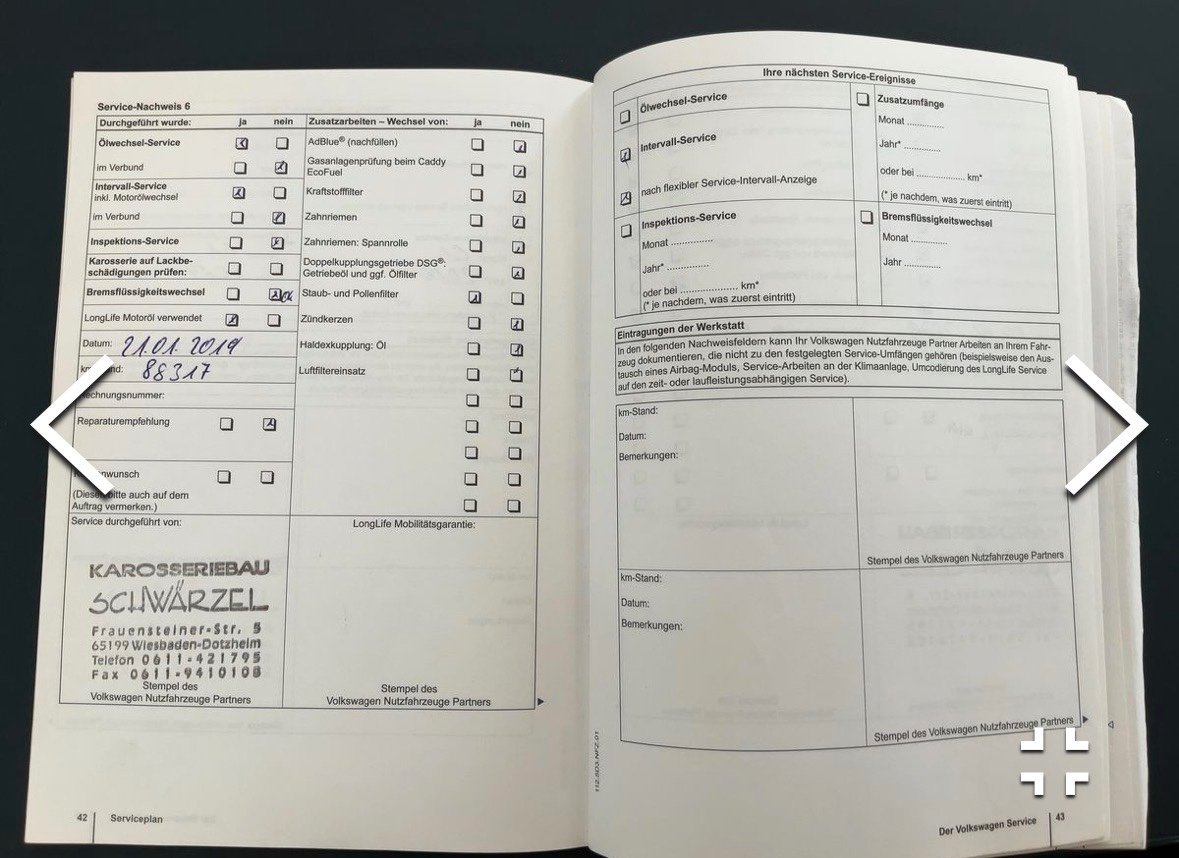 Service-Nachweis 6
Durchgeführt wurde: ja nein
Ölwechsel-Service
im Verbund
Intervall-Service
inkl. Motorölwechsel
im Verbund
Inspektions-Service
Karosserie auf Lackbe-
schädigungen prüfen:
Bremsflüssigkeitswechsel
LongLife Motoröl verwendet
Datum: 21.01.2019
88317
Reparaturempfehlung
(Diese bitte auch auf dem
Auftrag vermerken.)
Service durchgeführt von:
KAROSSERIEBAU
SCHWÄRZEL
Frauensteiner-Str. 5
65199 Wiesbaden-Dotzheim
Telefon 0611-421795
Fax 0611-9410108
Stempel des
Volkswagen Nutzfahrzeuge Partners
Zusatzarbeiten – Wechsel von: ja nein
AdBlue® (nachfüllen)
Gasanlagenprüfung beim Caddy
EcoFuel
Kraftstofffilter
Zahnriemen
Zahnriemen: Spannrolle
Doppelkupplungsgetriebe DSG®:
Getriebeöl und ggf. Ölfilter
Staub- und Pollenfilter
Zündkerzen
Haldexkupplung: Öl
Luftfiltereinsatz
LongLife Mobilitätsgarantie:
Stempel des
Volkswagen Nutzfahrzeuge Partners
42 Serviceplan
Ihre nächsten Service-Ereignisse
Ölwechsel-Service
Intervall-Service
nach flexibler Service-Intervall-Anzeige
Inspektions-Service
Monat ..............
Jahr* ..............
oder bei .................... km*
(* je nachdem, was zuerst eintritt)
Zusatzumfänge
Monat ............
Jahr* ............
oder bei ................. km*
(* je nachdem, was zuerst eintritt)
Bremsflüssigkeitswechsel
Monat ............
Jahr ............
Eintragungen der Werkstatt
In den folgenden Nachweisfeldern kann Ihr Volkswagen Nutzfahrzeuge Partner Arbeiten an Ihrem Fahr-
zeug dokumentieren, die nicht zu den festgelegten Service-Umfängen gehören (beispielsweise den Aus-
tausch eines Airbag-Moduls, Service-Arbeiten an der Klimaanlage, Umcodierung des LongLife Service
auf den zeit- oder laufleistungsabhängigen Service).
km-Stand:
Datum:
Bemerkungen:
Stempel des Volkswagen Nutzfahrzeuge Partners
km-Stand:
Datum:
Bemerkungen:
Stempel des Volkswagen Nutzfahrzeuge Partners
112.5D3.NFZ.01
Der Volkswagen Service 43